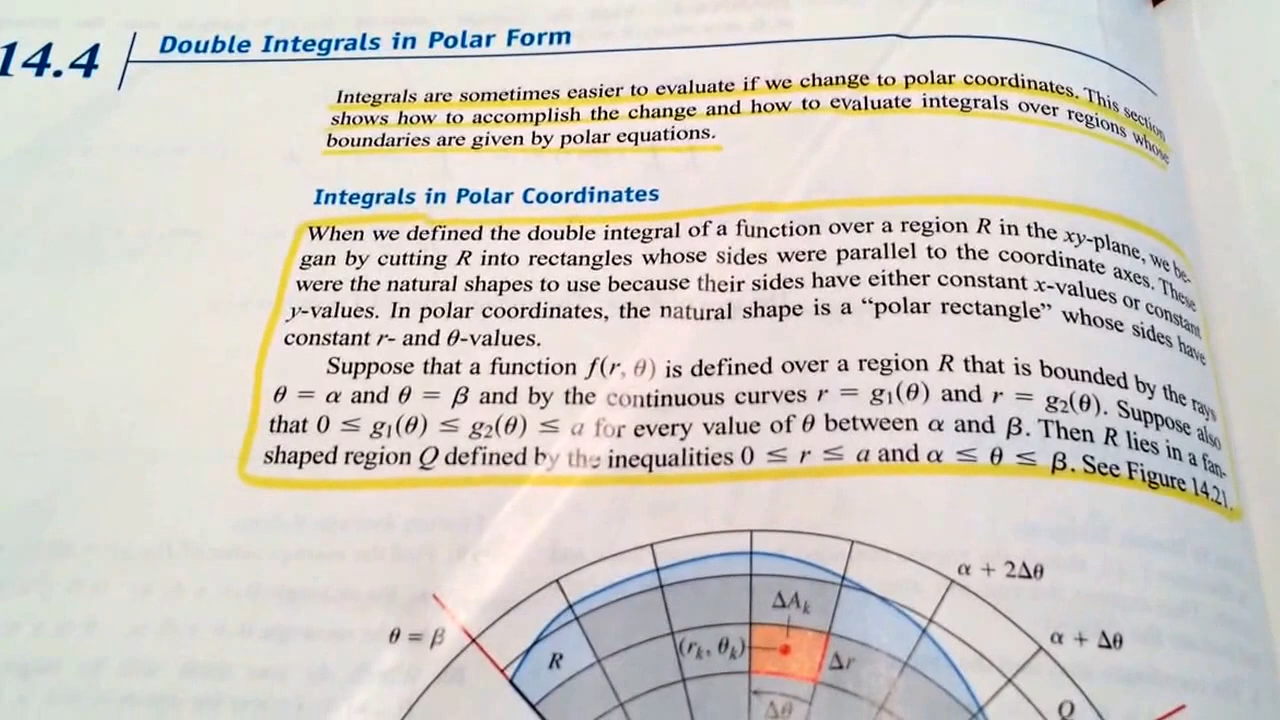 14.4 Double Integrals in Polar Form
Integrals are sometimes easier to evaluate if we change to polar coordinates. This section
shows how to accomplish the change and how to evaluate integrals over regions whose
boundaries are given by polar equations.
Integrals in Polar Coordinates
When we defined the double integral of a function over a region R in the xy-plane, we be-
gan by cutting R into rectangles whose sides were parallel to the coordinate axes. These
were the natural shapes to use because their sides have either constant x-values or constant
y-values. In polar coordinates, the natural shape is a “polar rectangle” whose sides have
constant r- and θ-values.
Suppose that a function f(r, θ) is defined over a region R that is bounded by the rays
θ = α and θ = β and by the continuous curves r = g₁(θ) and r = g₂(θ). Suppose also
that 0 ≤ g₁(θ) ≤ g₂(θ) ≤ a for every value of θ between α and β. Then R lies in a fan-
shaped region Q defined by the inequalities 0 ≤ r ≤ a and α ≤ θ ≤ β. See Figure 14.21.
α + 2Δθ
ΔAₖ
θ = β
α + Δθ
(rₖ, θₖ)
R
Δr
Δθ
Q